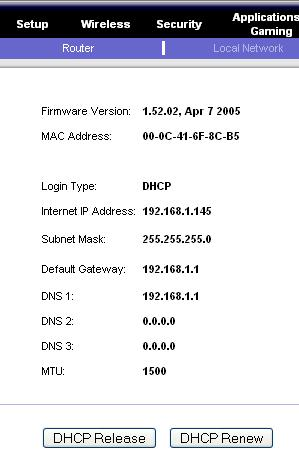 Setup Wireless Security Applications Gaming
Router Local Network
Firmware Version: 1.52.02, Apr 7 2005
MAC Address: 00-0C-41-6F-8C-B5
Login Type: DHCP
Internet IP Address: 192.168.1.145
Subnet Mask: 255.255.255.0
Default Gateway: 192.168.1.1
DNS 1: 192.168.1.1
DNS 2: 0.0.0.0
DNS 3: 0.0.0.0
MTU: 1500
DHCP Release DHCP Renew